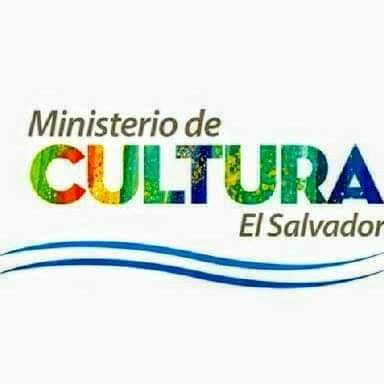 Ministerio de
CULTURA
El Salvador